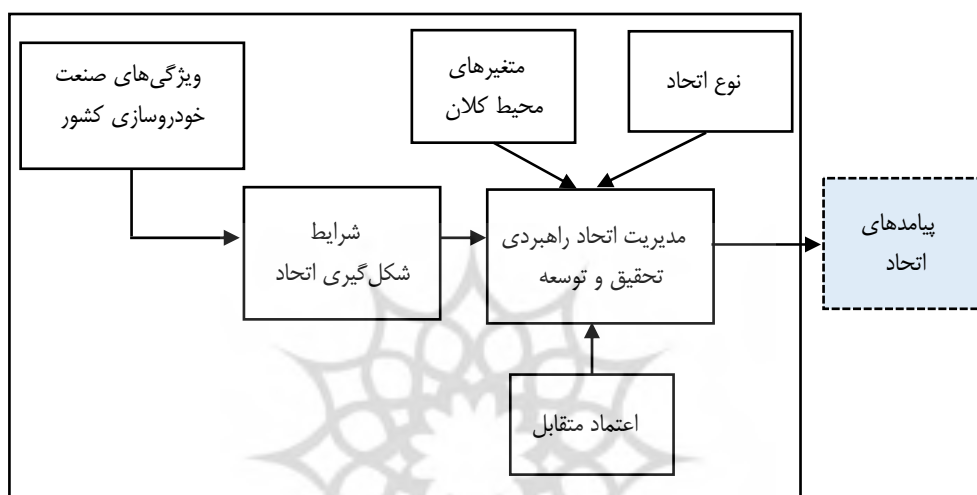 ویژگی‌های صنعت
خودروسازی کشور
متغیرهای
محیط کلان
نوع اتحاد
شرایط
شکل‌گیری اتحاد
مدیریت اتحاد راهبردی
تحقیق و توسعه
پیامدهای
اتحاد
اعتماد متقابل